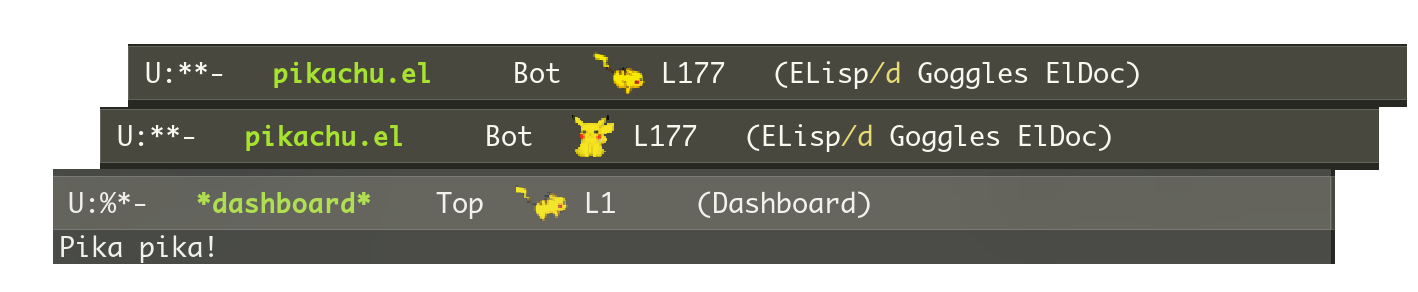 U:**-   pikachu.el     Bot   L177   (ELisp/d Goggles ElDoc)
U:**-   pikachu.el     Bot   L177   (ELisp/d Goggles ElDoc)
U:%*-   *dashboard*    Top   L1     (Dashboard)
Pika pika!